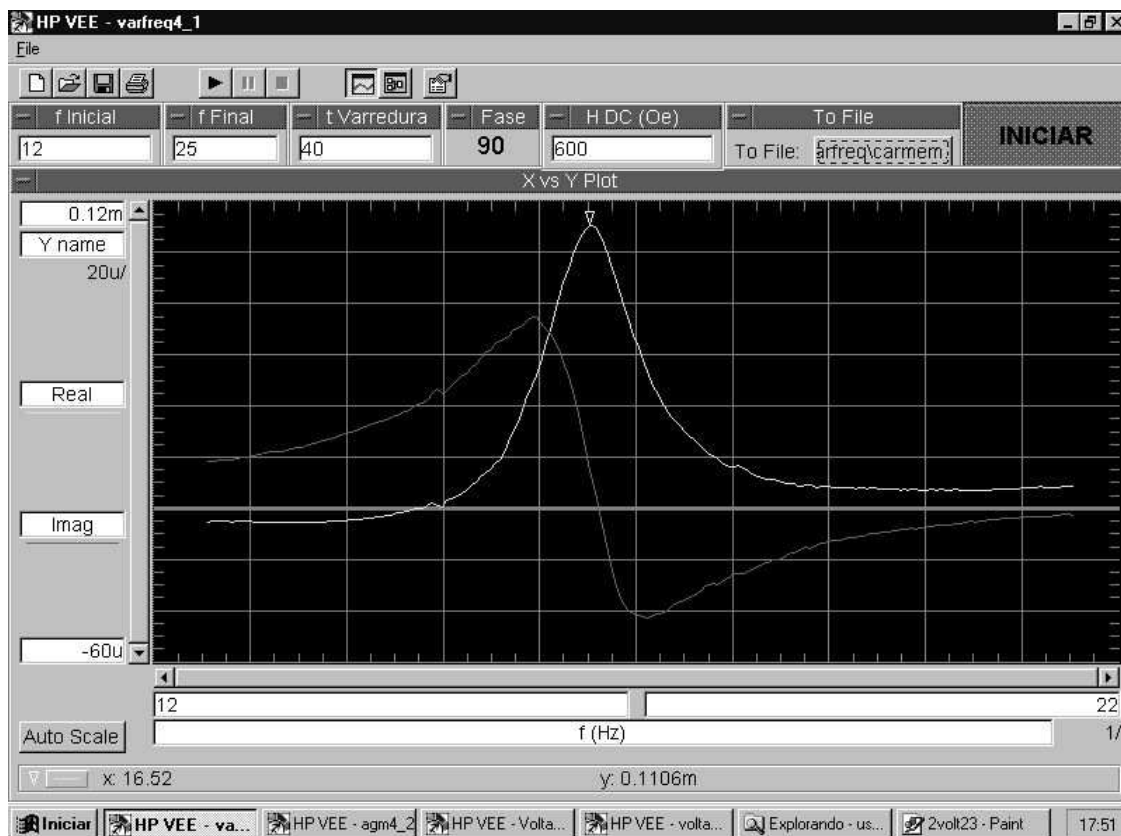 HP VEE - varfreq4_1
File
f Inicial f Final t Varredura Fase H DC (Oe) To File INICIAR
12 25 40 90 600 To File: arfreq\carmem
X vs Y Plot
0.12m
Y name
20u/
Real
Imag
-60u
12 22
Auto Scale f (Hz) 1/
x: 16.52 y: 0.1106m
Iniciar HP VEE - va... HP VEE - agm4_2 HP VEE - Volta... HP VEE - volta... Explorando - us... 2volt23 - Paint 17:51